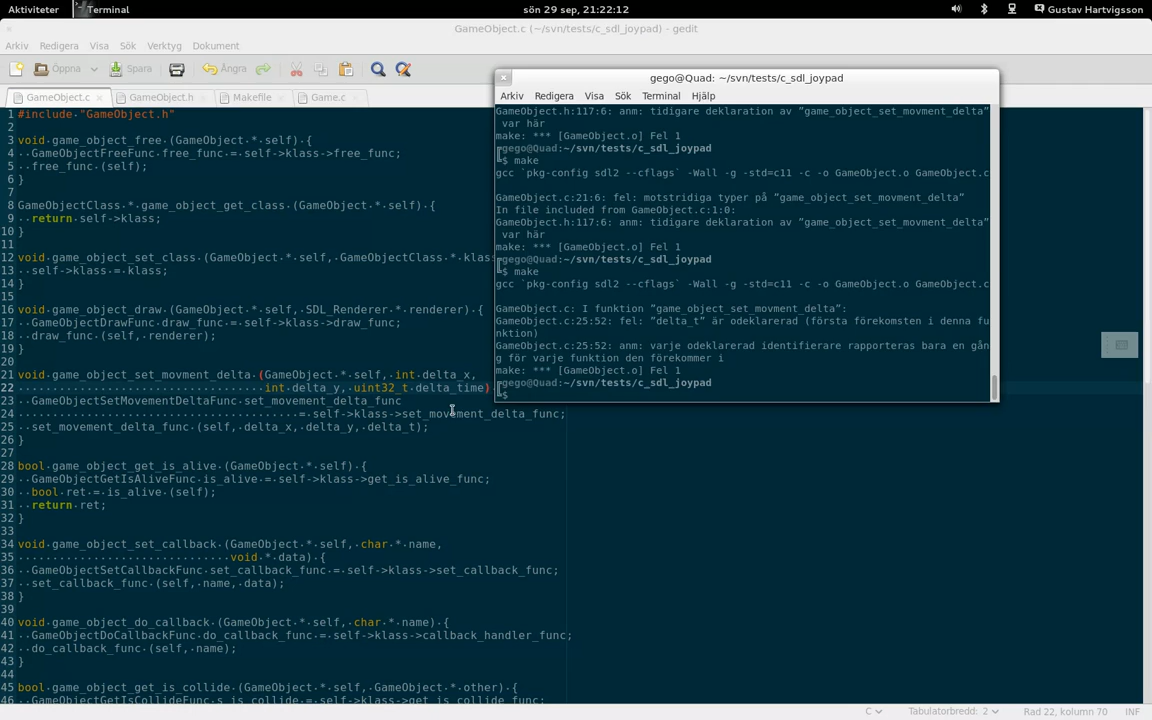 Aktiviteter
Terminal
sön 29 sep, 21:22:12
Gustav Hartvigsson
GameObject.c (~/svn/tests/c_sdl_joypad) - gedit
Arkiv Redigera Visa Sök Verktyg Dokument
Öppna Spara Ångra
GameObject.c × GameObject.h × Makefile × Game.c ×
1 #include·"GameObject.h"
2
3 void·game_object_free·(GameObject·*·self)·{
4 ··GameObjectFreeFunc·free_func·=·self->klass->free_func;
5 ··free_func·(self);
6 }
7
8 GameObjectClass·*·game_object_get_class·(GameObject·*·self)·{
9 ··return·self->klass;
10 }
11
12 void·game_object_set_class·(GameObject·*·self,·GameObjectClass·*·klass
13 ··self->klass·=·klass;
14 }
15
16 void·game_object_draw·(GameObject·*·self,·SDL_Renderer·*·renderer)·{
17 ··GameObjectDrawFunc·draw_func·=·self->klass->draw_func;
18 ··draw_func·(self,·renderer);
19 }
20
21 void·game_object_set_movment_delta·(GameObject·*·self,·int·delta_x,
22 ··································int·delta_y,·uint32_t·delta_time)
23 ··GameObjectSetMovementDeltaFunc·set_movement_delta_func
24 ······································=·self->klass->set_movement_delta_func;
25 ··set_movement_delta_func·(self,·delta_x,·delta_y,·delta_t);
26 }
27
28 bool·game_object_get_is_alive·(GameObject·*·self)·{
29 ··GameObjectGetIsAliveFunc·is_alive·=·self->klass->get_is_alive_func;
30 ··bool·ret·=·is_alive·(self);
31 ··return·ret;
32 }
33
34 void·game_object_set_callback·(GameObject·*·self,·char·*·name,
35 ·····························void·*·data)·{
36 ··GameObjectSetCallbackFunc·set_callback_func·=·self->klass->set_callback_func;
37 ··set_callback_func·(self,·name,·data);
38 }
39
40 void·game_object_do_callback·(GameObject·*·self,·char·*·name)·{
41 ··GameObjectDoCallbackFunc·do_callback_func·=·self->klass->callback_handler_func;
42 ··do_callback_func·(self,·name);
43 }
44
45 bool·game_object_get_is_collide·(GameObject·*·self,·GameObject·*·other)·{
46 ··GameObjectGetIsCollideFunc·s_is_collide·=·self->klass->get_is_collide_func;
gego@Quad: ~/svn/tests/c_sdl_joypad
Arkiv Redigera Visa Sök Terminal Hjälp
GameObject.h:117:6: anm: tidigare deklaration av ”game_object_set_movment_delta”
 var här
make: *** [GameObject.o] Fel 1
gego@Quad:~/svn/tests/c_sdl_joypad
$ make
gcc `pkg-config sdl2 --cflags` -Wall -g -std=c11 -c -o GameObject.o GameObject.c
GameObject.c:21:6: fel: motstridiga typer på ”game_object_set_movment_delta”
In file included from GameObject.c:1:0:
GameObject.h:117:6: anm: tidigare deklaration av ”game_object_set_movment_delta”
 var här
make: *** [GameObject.o] Fel 1
gego@Quad:~/svn/tests/c_sdl_joypad
$ make
gcc `pkg-config sdl2 --cflags` -Wall -g -std=c11 -c -o GameObject.o GameObject.c
GameObject.c: I funktion ”game_object_set_movment_delta”:
GameObject.c:25:52: fel: ”delta_t” är odeklarerad (första förekomsten i denna fu
nktion)
GameObject.c:25:52: anm: varje odeklarerad identifierare rapporteras bara en gån
g för varje funktion den förekommer i
make: *** [GameObject.o] Fel 1
gego@Quad:~/svn/tests/c_sdl_joypad
$
C Tabulatorbredd: 2 Rad 22, kolumn 70 INF